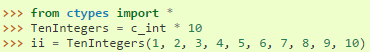 >>> from ctypes import *
>>> TenIntegers = c_int * 10
>>> ii = TenIntegers(1, 2, 3, 4, 5, 6, 7, 8, 9, 10)